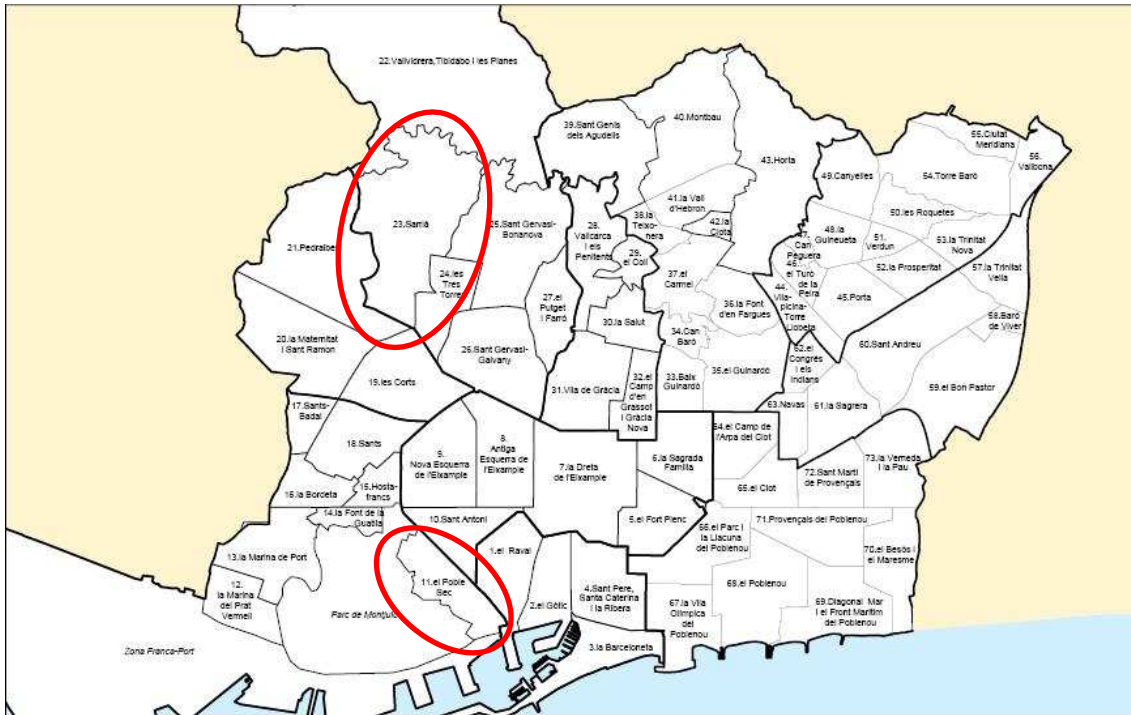 22.Vallvidrera,Tibidabo i les Planes
39.Sant Genís
dels Agudells
40.Montbau
43.Horta
55.Ciutat
Meridiana
56.
Vallbona
54.Torre Baró
49.Canyelles
50.les Roquetes
41.la Vall
d'Hebron
38.la
Teixo-
nera
42.la
Clota
23.Sarrià
25.Sant Gervasi-
Bonanova
28.
Vallcarca
i els
Penitents
29.
el Coll
47.
Can
Peguera
48.la
Guineueta
51.
Verdun
53.la Trinitat
Nova
21.Pedralbes
24.les
Tres
Torres
37.el
Carmel
46.
el Turó
de la
Peira
52.la Prosperitat
57.la Trinitat
Vella
44.
Vila-
picina-
Torre
Llobeta
45.Porta
27.el
Putget
i Farró
36.la Font
d'en Fargues
58.Baró
de Viver
30.la Salut
34.Can
Baró
20.la Maternitat
i Sant Ramon
26.Sant Gervasi-
Galvany
62.el
Congrés
i els
Indians
60.Sant Andreu
35.el Guinardó
19.les Corts
31.Vila de Gràcia
32.el
Camp
d'en
Grassot
i Gràcia
Nova
33.Baix
Guinardó
59.el Bon Pastor
17.Sants-
Badal
63.Navas
61.la Sagrera
18.Sants
9.
Nova Esquerra
de l'Eixample
8.
Antiga
Esquerra de
l'Eixample
7.la Dreta
de l'Eixample
6.la Sagrada
Família
64.el Camp de
l'Arpa del Clot
73.la Verneda
i la Pau
72.Sant Martí
de Provençals
16.la Bordeta
15.Hosta-
francs
65.el Clot
14.la Font de la
Guatlla
10.Sant Antoni
5.el Fort Pienc
66.el Parc i
la Llacuna
del Poblenou
71.Provençals del Poblenou
13.la Marina de Port
1.el Raval
70.el Besòs i
el Maresme
11.el Poble
Sec
12.
la Marina
del Prat
Vermell
2.el Gòtic
4.Sant Pere,
Santa Caterina
i la Ribera
68.el Poblenou
Parc de Montjuïc
67.la Vila
Olímpica
del
Poblenou
69.Diagonal Mar
i el Front Marítim
del Poblenou
3.la Barceloneta
Zona Franca-Port